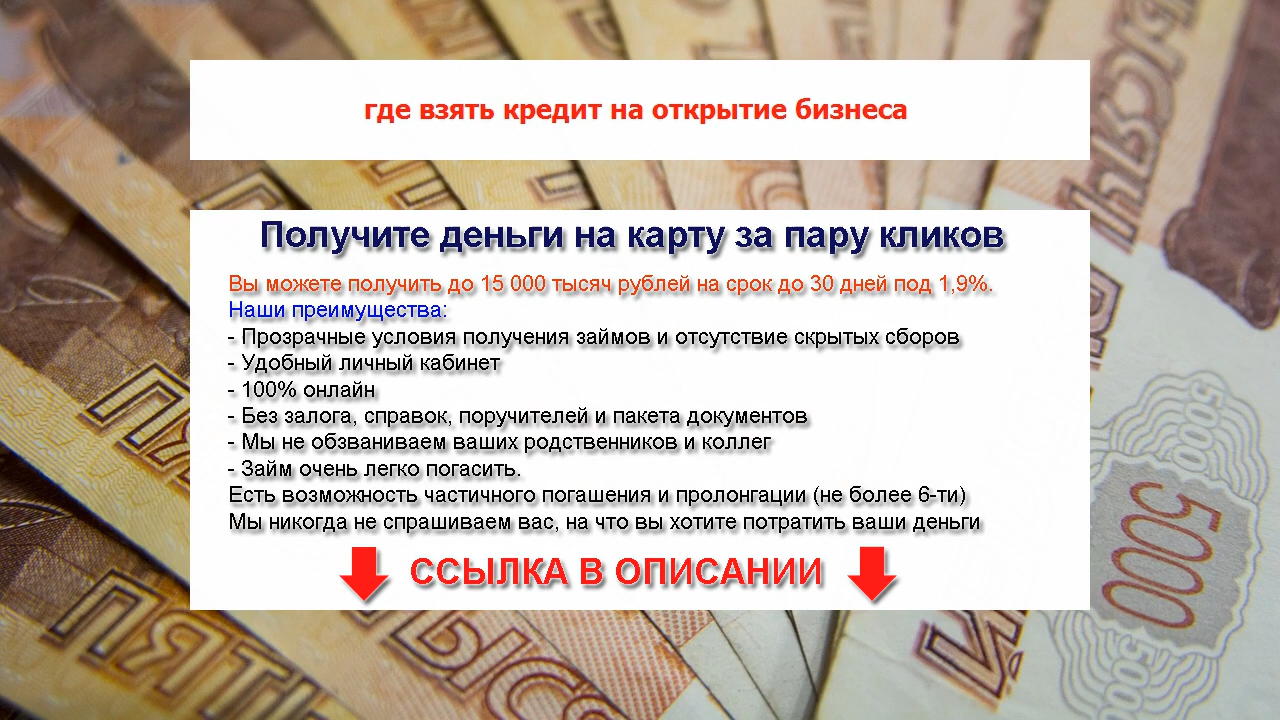 где взять кредит на открытие бизнеса
Получите деньги на карту за пару кликов
Вы можете получить до 15 000 тысяч рублей на срок до 30 дней под 1,9%.
Наши преимущества:
- Прозрачные условия получения займов и отсутствие скрытых сборов
- Удобный личный кабинет
- 100% онлайн
- Без залога, справок, поручителей и пакета документов
- Мы не обзваниваем ваших родственников и коллег
- Займ очень легко погасить.
Есть возможность частичного погашения и пролонгации (не более 6-ти)
Мы никогда не спрашиваем вас, на что вы хотите потратить ваши деньги
ССЫЛКА В ОПИСАНИИ
5000
5000
5000